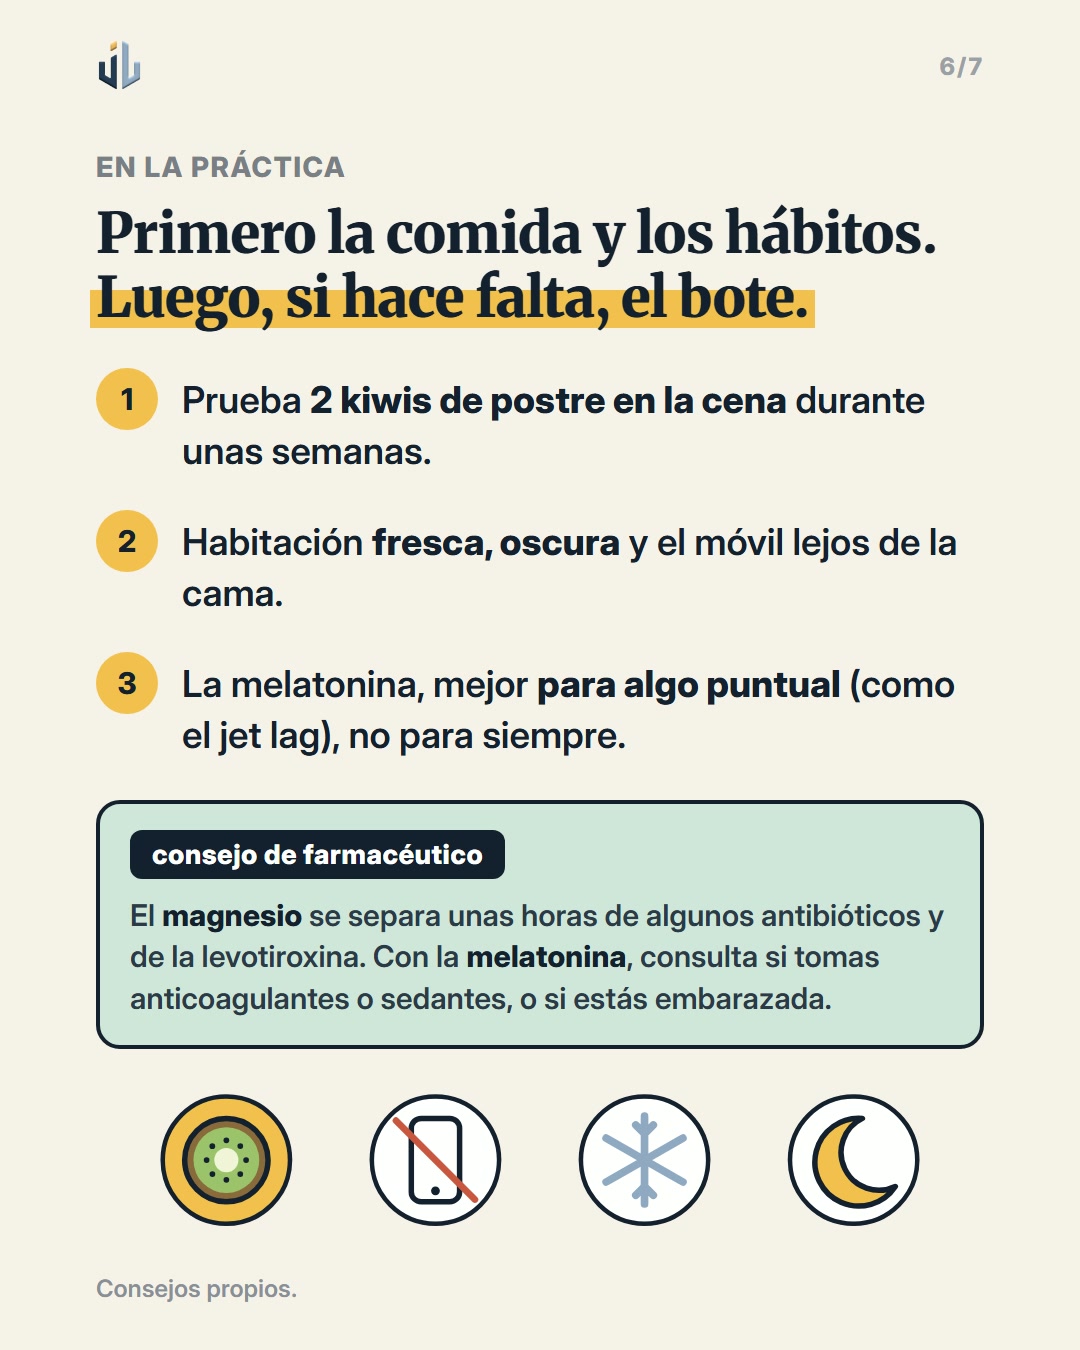 6/7
EN LA PRÁCTICA
Primero la comida y los hábitos.
Luego, si hace falta, el bote.
1
Prueba 2 kiwis de postre en la cena durante
unas semanas.
2
Habitación fresca, oscura y el móvil lejos de la
cama.
3
La melatonina, mejor para algo puntual (como
el jet lag), no para siempre.
consejo de farmacéutico
El magnesio se separa unas horas de algunos antibióticos y
de la levotiroxina. Con la melatonina, consulta si tomas
anticoagulantes o sedantes, o si estás embarazada.
Consejos propios.